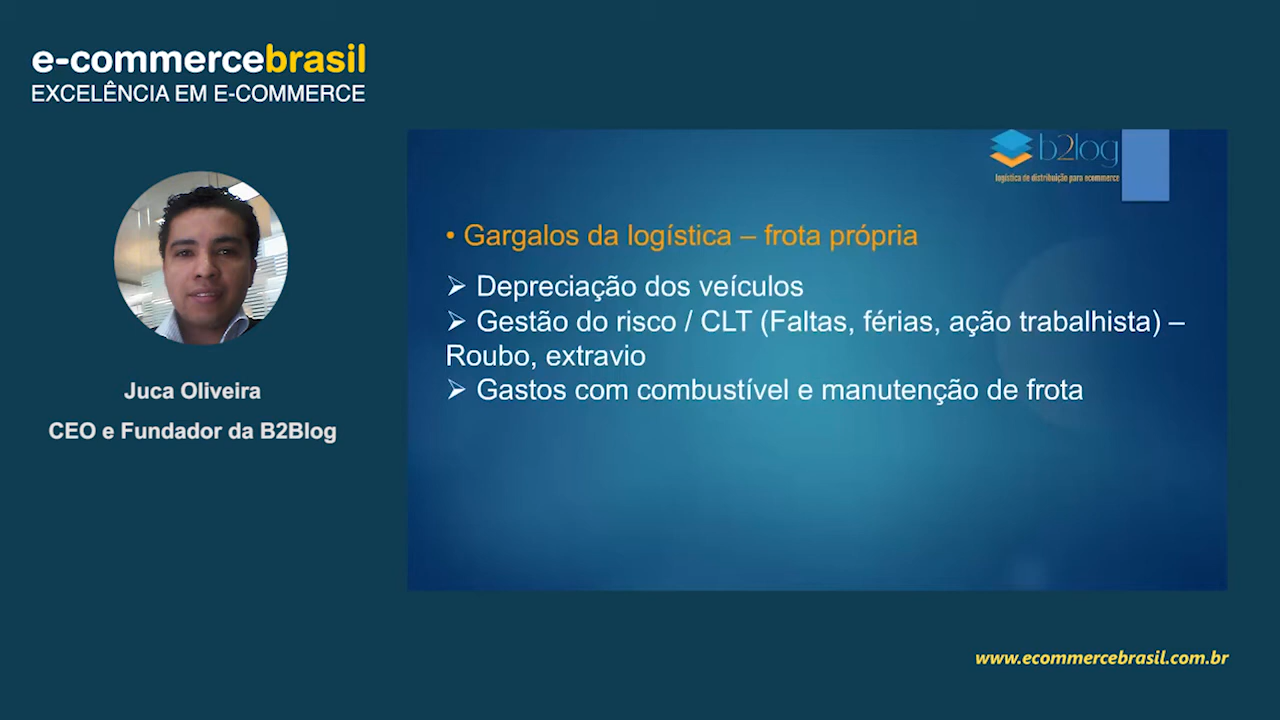 e-commercebrasil
EXCELÊNCIA EM E-COMMERCE
b2log
logística de distribuição para ecommerce
• Gargalos da logística – frota própria
➢ Depreciação dos veículos
➢ Gestão do risco / CLT (Faltas, férias, ação trabalhista) –
Roubo, extravio
➢ Gastos com combustível e manutenção de frota
Juca Oliveira
CEO e Fundador da B2Blog
www.ecommercebrasil.com.br